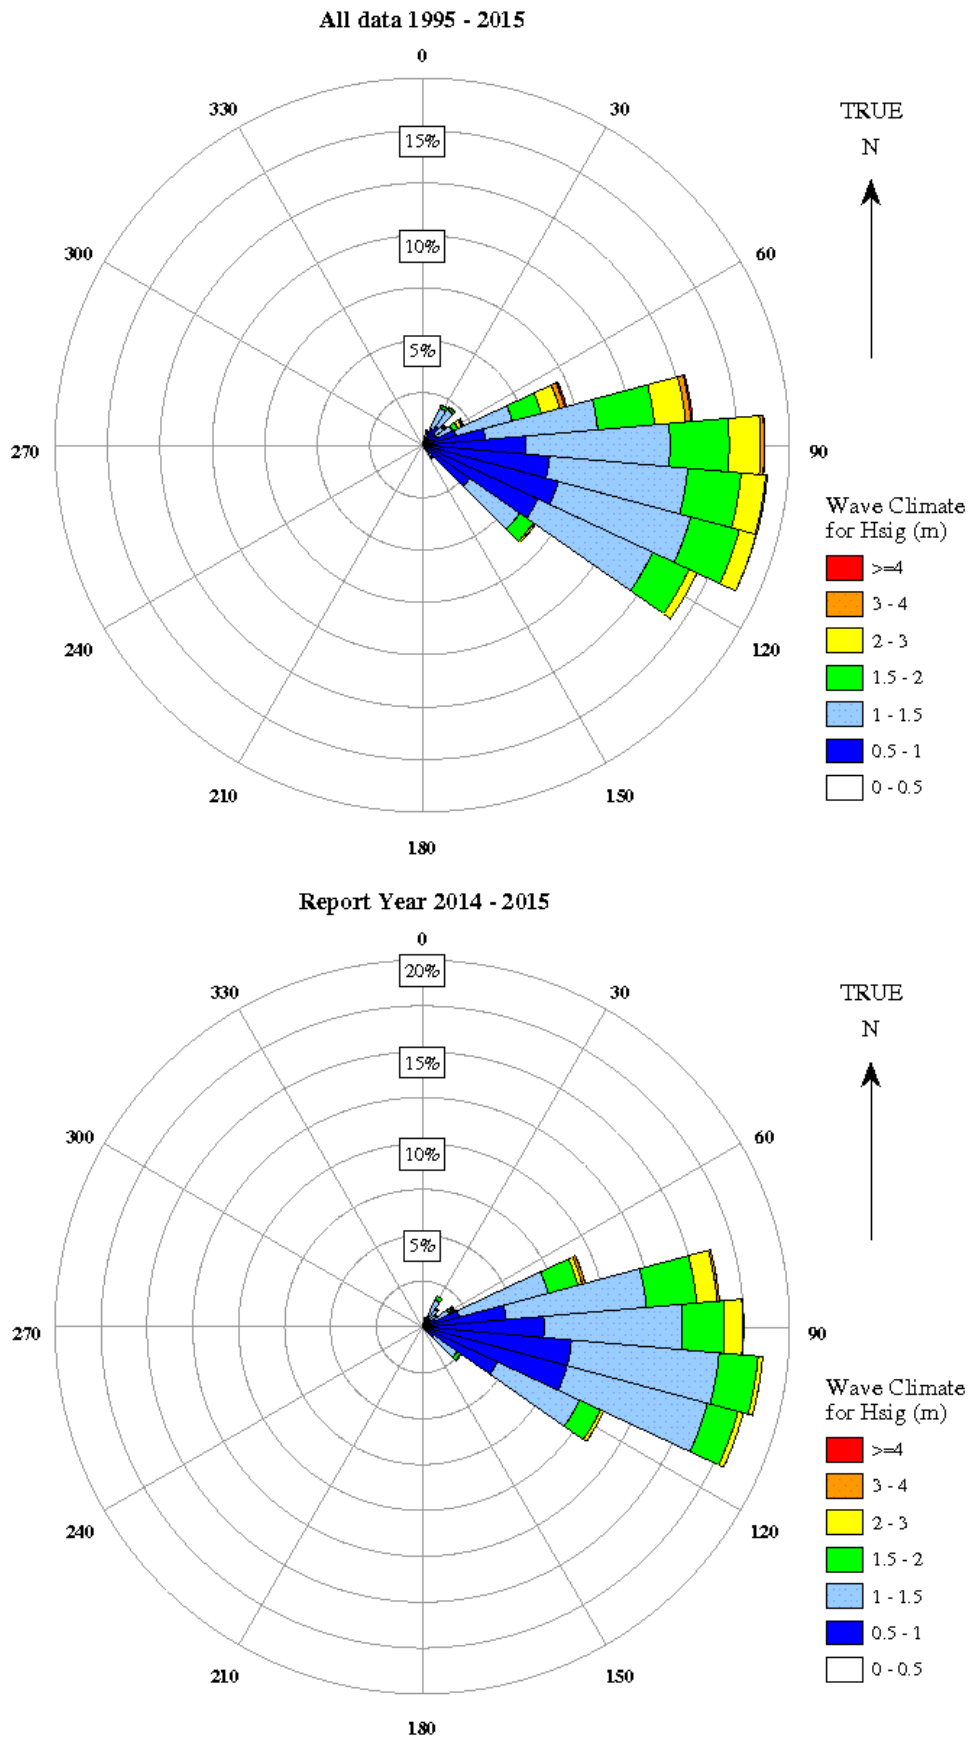 All data 1995 - 2015
0
330
30
TRUE
N
15%
300
60
10%
5%
270
90
Wave Climate
for Hsig (m)
>=4
3 - 4
2 - 3
1.5 - 2
1 - 1.5
0.5 - 1
0 - 0.5
240
120
210
150
180
Report Year 2014 - 2015
0
20%
330
30
TRUE
N
15%
300
60
10%
5%
270
90
Wave Climate
for Hsig (m)
>=4
3 - 4
2 - 3
1.5 - 2
1 - 1.5
0.5 - 1
0 - 0.5
240
120
210
150
180